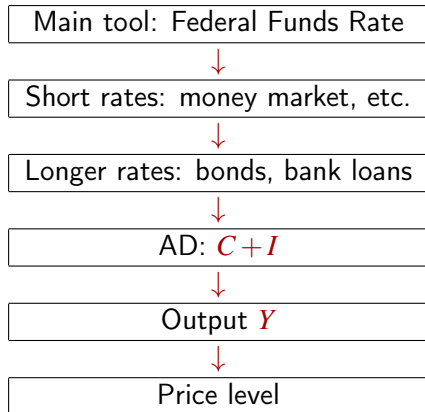 Main tool: Federal Funds Rate
↓
Short rates: money market, etc.
↓
Longer rates: bonds, bank loans
↓
AD: C + I
↓
Output Y
↓
Price level